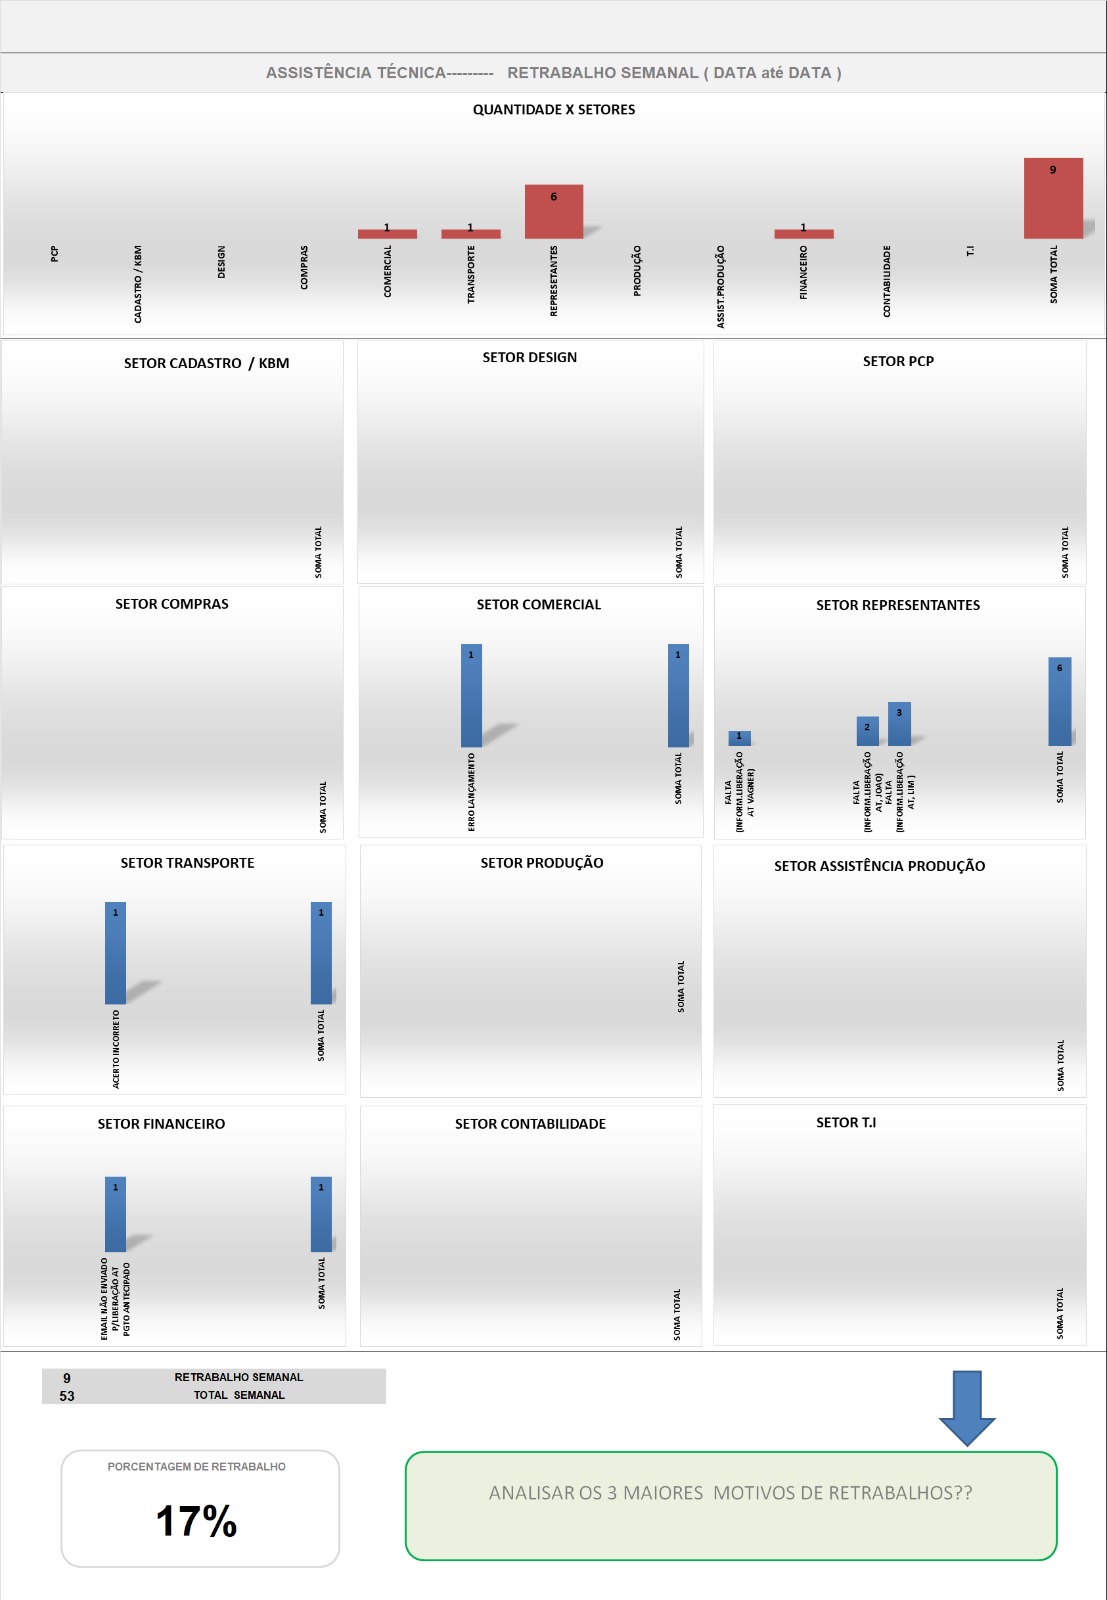 ASSISTÊNCIA TÉCNICA--------- RETRABALHO SEMANAL ( DATA até DATA )
QUANTIDADE X SETORES
1
1
6
1
9
PCP
CADASTRO / KBM
DESIGN
COMPRAS
COMERCIAL
TRANSPORTE
REPRESETANTES
PRODUÇÃO
ASSIST.PRODUÇÃO
FINANCEIRO
CONTABILIDADE
T.I
SOMA TOTAL
SETOR CADASTRO / KBM
SOMA TOTAL
SETOR DESIGN
SOMA TOTAL
SETOR PCP
SOMA TOTAL
SETOR COMPRAS
SOMA TOTAL
SETOR COMERCIAL
1
1
ERRO LANÇAMENTO
SOMA TOTAL
SETOR REPRESENTANTES
1
2
3
6
FALTA
(INFORM.LIBERAÇÃO
AT VAGNER)
FALTA
(INFORM.LIBERAÇÃO
AT, JOAO)
FALTA
(INFORM.LIBERAÇÃO
AT, LIM )
SOMA TOTAL
SETOR TRANSPORTE
1
1
ACERTO INCORRETO
SOMA TOTAL
SETOR PRODUÇÃO
SOMA TOTAL
SETOR ASSISTÊNCIA PRODUÇÃO
SOMA TOTAL
SETOR FINANCEIRO
1
1
EMAIL NÃO ENVIADO
P/LIBERAÇÃO AT
PGTO ANTECIPADO
SOMA TOTAL
SETOR CONTABILIDADE
SOMA TOTAL
SETOR T.I
SOMA TOTAL
9 RETRABALHO SEMANAL
53 TOTAL SEMANAL
PORCENTAGEM DE RETRABALHO
17%
ANALISAR OS 3 MAIORES MOTIVOS DE RETRABALHOS??